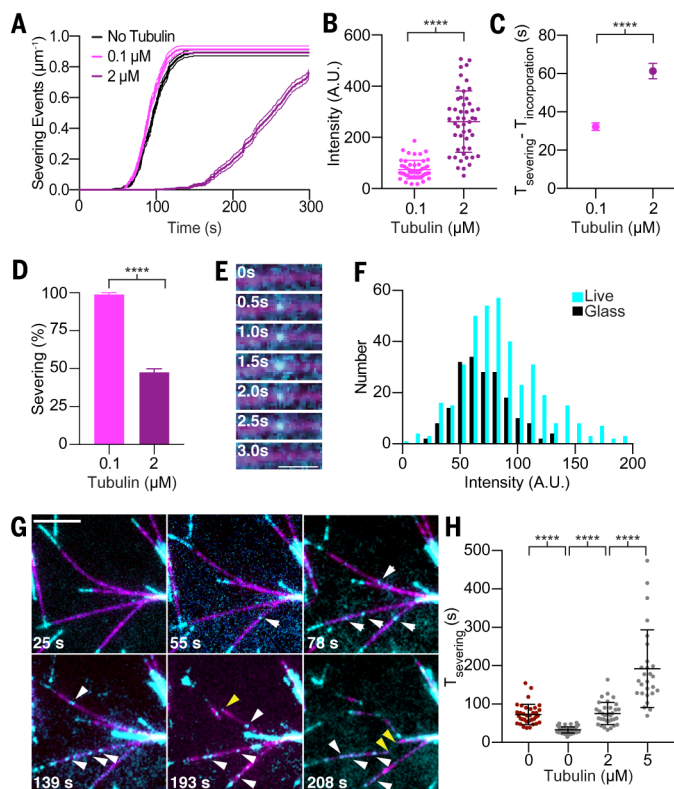 A
No Tubulin
0.1 µM
2 µM
Severing Events (µm⁻¹)
1.0
0.8
0.6
0.4
0.2
0.0
0 100 200 300
Time (s)
B
****
Intensity (A.U.)
600
400
200
0
0.1 2
Tubulin (µM)
C
****
T severing - T incorporation (s)
80
60
40
20
0
0.1 2
Tubulin (µM)
D
****
Severing (%)
100
75
50
25
0
0.1 2
Tubulin (µM)
E
0s
0.5s
1.0s
1.5s
2.0s
2.5s
3.0s
F
Live
Glass
Number
60
40
20
0
0 50 100 150 200
Intensity (A.U.)
G
25 s
55 s
78 s
139 s
193 s
208 s
H
**** **** ****
T severing (s)
500
400
300
200
100
0
0 0 2 5
Tubulin (µM)